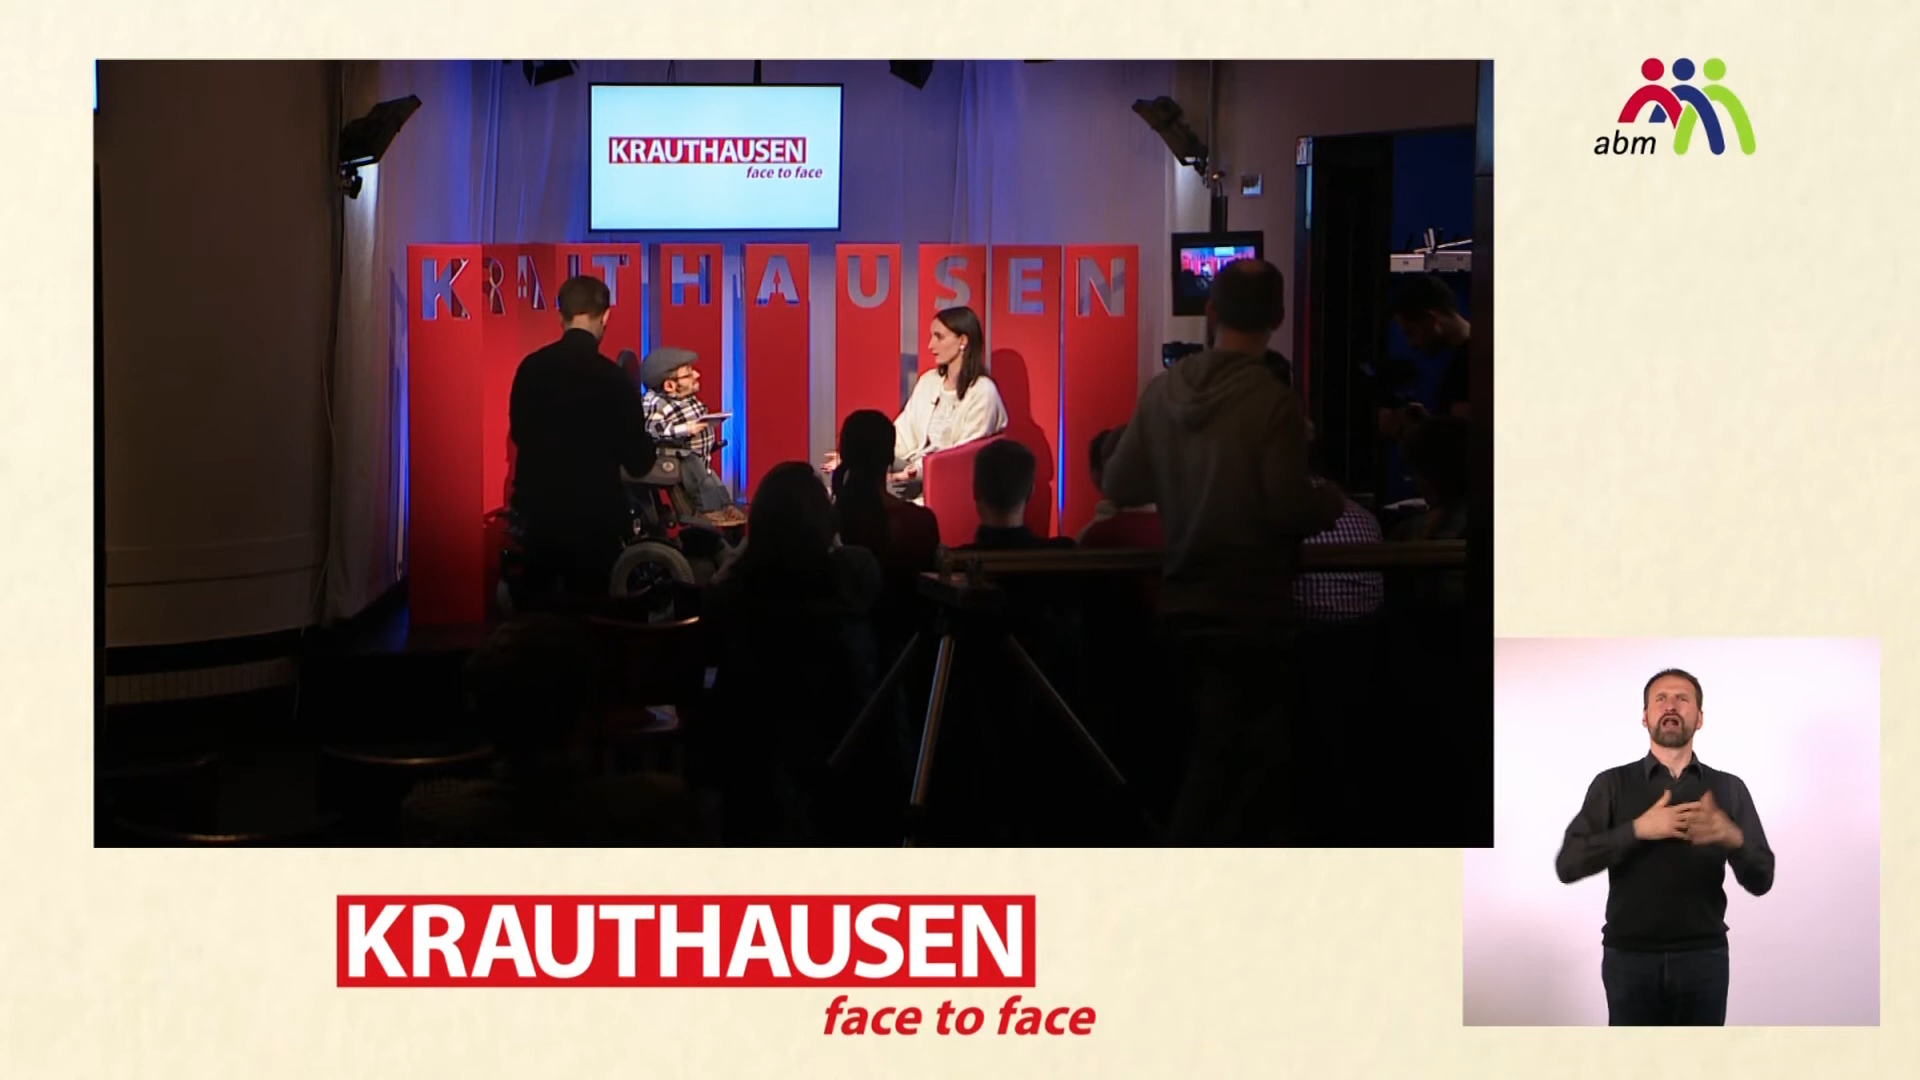 abm
KRAUTHAUSEN
face to face
KRAUTHAUSEN
KRAUTHAUSEN
face to face